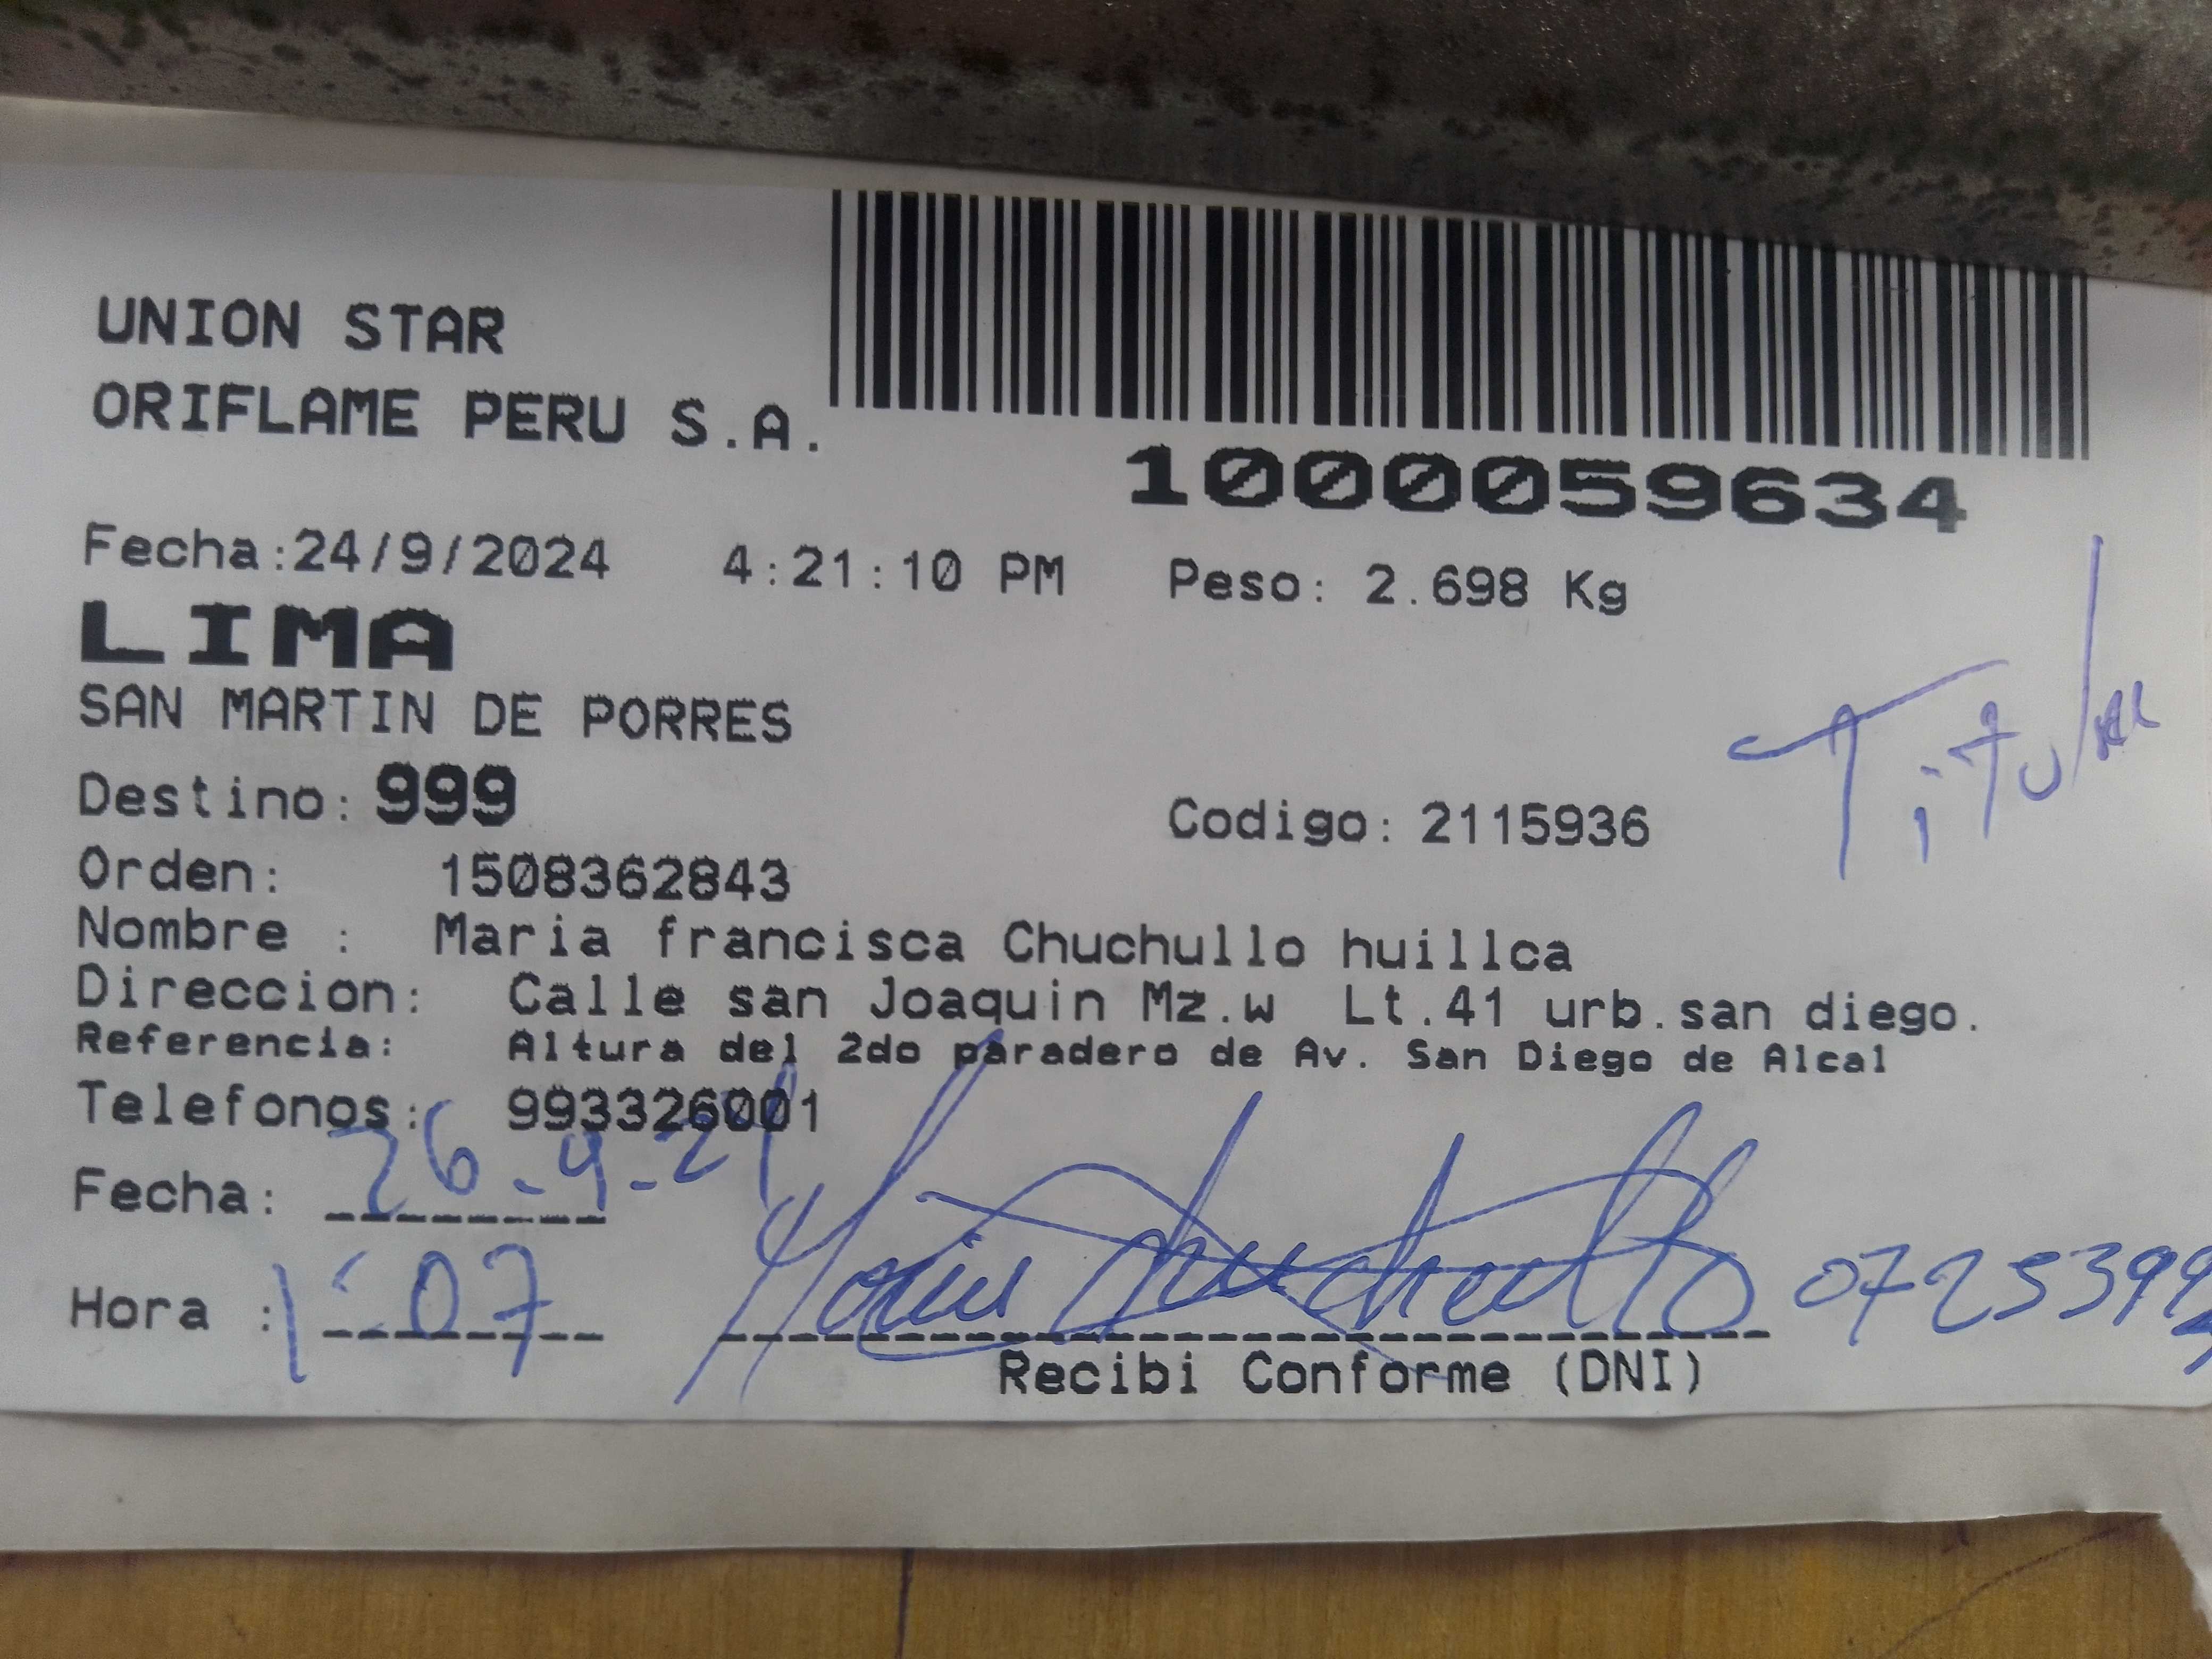 UNION STAR
ORIFLAME PERU S.A.
1000059634
Fecha:24/9/2024 4:21:10 PM Peso: 2.698 Kg
LIMA
SAN MARTIN DE PORRES
Titular
Destino: 999 Codigo: 2115936
Orden: 1508362843
Nombre : Maria francisca Chuchullo huillca
Direccion: Calle san Joaquin Mz.w Lt.41 urb.san diego.
Referencia: Altura del 2do paradero de Av. San Diego de Alcal
Telefonos: 993326001
Fecha: 26-9-24
Hora : 1:07 Maria Chuchullo
Recibi Conforme (DNI)